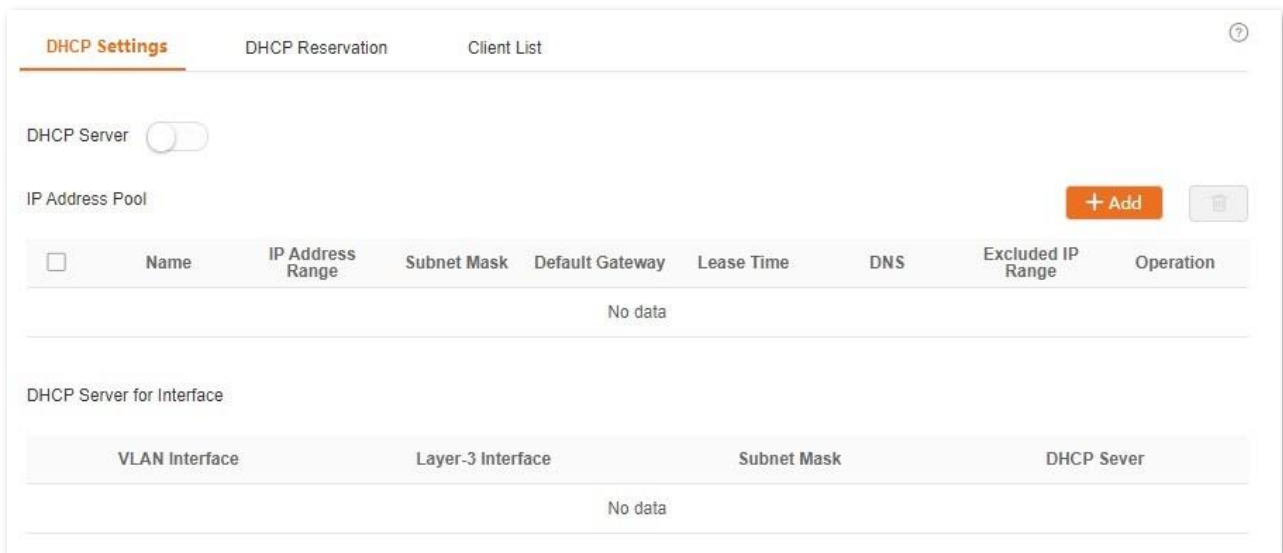 DHCP Settings DHCP Reservation Client List ?
DHCP Server
IP Address Pool + Add
Name IP Address Range Subnet Mask Default Gateway Lease Time DNS Excluded IP Range Operation
No data
DHCP Server for Interface
VLAN Interface Layer-3 Interface Subnet Mask DHCP Sever
No data